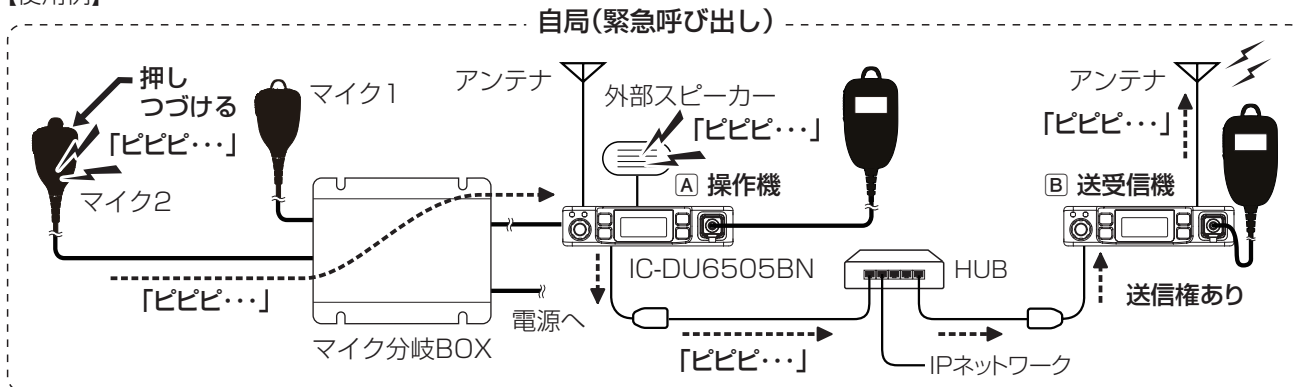 【使用例】
自局(緊急呼び出し)
押し
つづける
「ピピピ・・・」
マイク2
マイク1
アンテナ
外部スピーカー
「ピピピ・・・」
A 操作機
IC-DU6505BN
アンテナ
「ピピピ・・・」
B 送受信機
HUB
送信権あり
「ピピピ・・・」
マイク分岐BOX
電源へ
「ピピピ・・・」
IPネットワーク